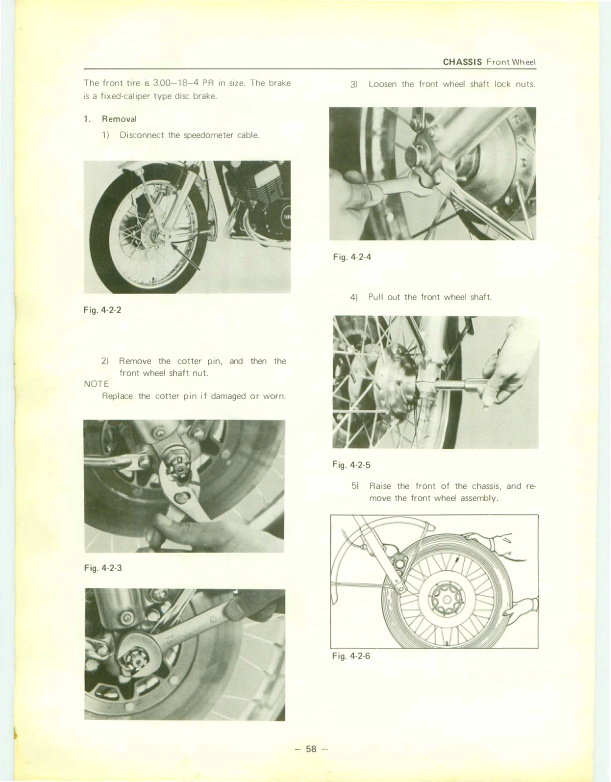 CHASSIS Front Wheel
The front tire is 3.00–18–4 PR in size. The brake
is a fixed-caliper type disc brake.
1. Removal
1) Disconnect the speedometer cable.
Fig. 4-2-2
2) Remove the cotter pin, and then the
front wheel shaft nut.
NOTE
Replace the cotter pin if damaged or worn.
Fig. 4-2-3
3) Loosen the front wheel shaft lock nuts.
Fig. 4-2-4
4) Pull out the front wheel shaft.
Fig. 4-2-5
5) Raise the front of the chassis, and re-
move the front wheel assembly.
Fig. 4-2-6
– 58 –